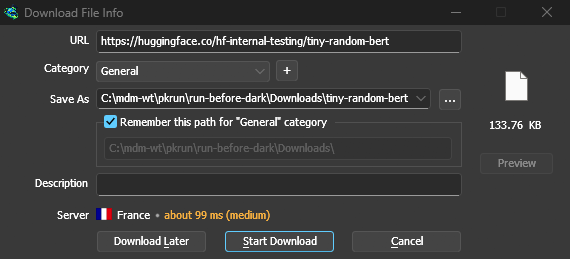 Download File Info
URL https://huggingface.co/hf-internal-testing/tiny-random-bert
Category General +
Save As C:\mdm-wt\pkrun\run-before-dark\Downloads\tiny-random-bert ...
Remember this path for "General" category
133.76 KB
C:\mdm-wt\pkrun\run-before-dark\Downloads\
Preview
Description
Server France • about 99 ms (medium)
Download Later Start Download Cancel